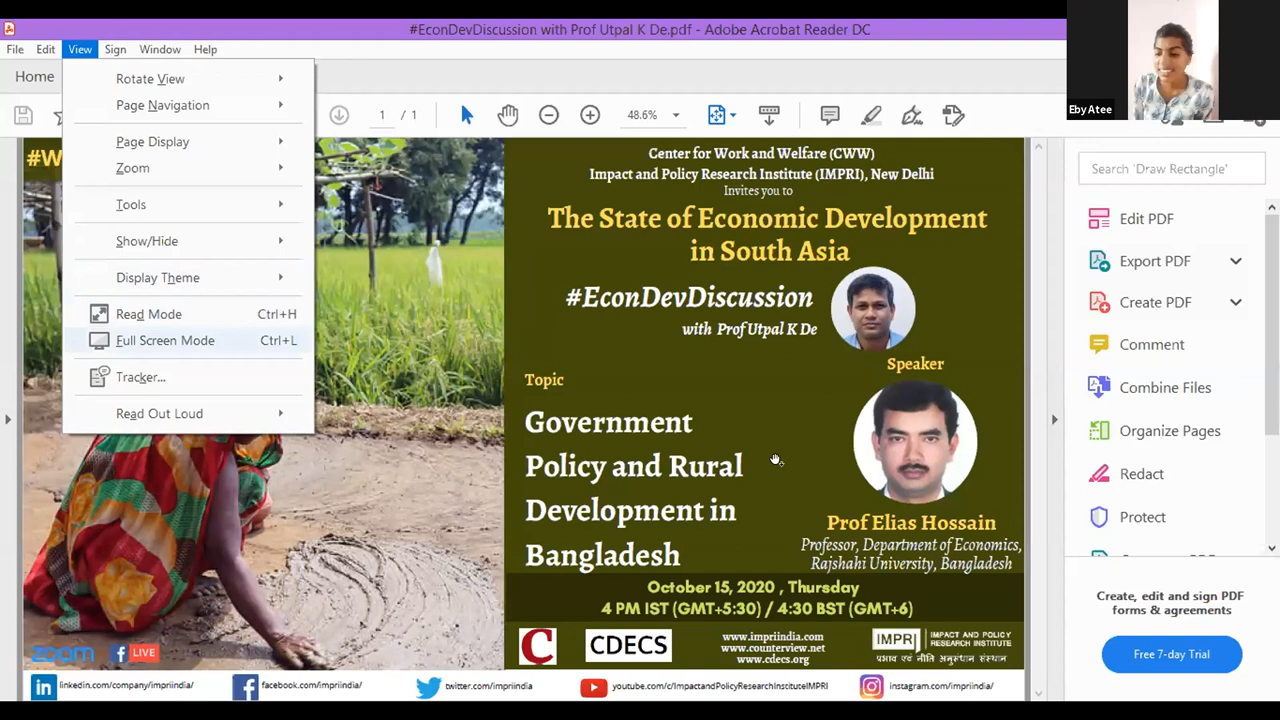 #EconDevDiscussion with Prof Utpal K De.pdf - Adobe Acrobat Reader DC
File Edit View Sign Window Help
Home
Rotate View
Page Navigation
Page Display
Zoom
Tools
Show/Hide
Display Theme
Read Mode Ctrl+H
Full Screen Mode Ctrl+L
Tracker...
Read Out Loud
1 / 1 48.6%
Eby Atee
#W
Center for Work and Welfare (CWW)
Impact and Policy Research Institute (IMPRI), New Delhi
Invites you to
The State of Economic Development
in South Asia
#EconDevDiscussion
with Prof Utpal K De
Speaker
Topic
Government
Policy and Rural
Development in
Bangladesh
Prof Elias Hossain
Professor, Department of Economics,
Rajshahi University, Bangladesh
October 15, 2020 , Thursday
4 PM IST (GMT+5:30) / 4:30 BST (GMT+6)
C
CDECS
www.impriindia.com
www.counterview.net
www.cdecs.org
IMPRI IMPACT AND POLICY
RESEARCH INSTITUTE
प्रभाव एवं नीति अनुसंधान संस्थान
zoom f LIVE
linkedin.com/company/impriindia/
facebook.com/impriindia/
twitter.com/impriindia
youtube.com/c/ImpactandPolicyResearchInstituteIMPRI
instagram.com/impriindia/
Search 'Draw Rectangle'
Edit PDF
Export PDF
Create PDF
Comment
Combine Files
Organize Pages
Redact
Protect
Create, edit and sign PDF
forms & agreements
Free 7-day Trial